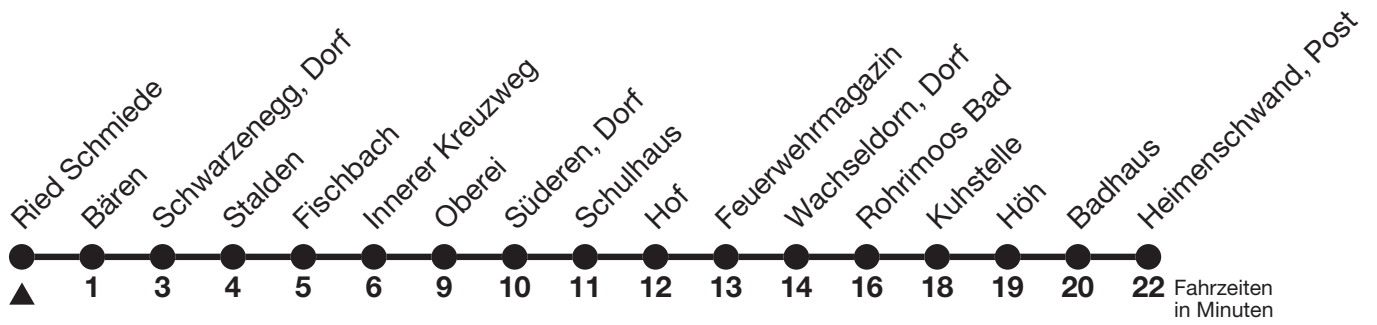 Ried Schmiede
Bären
Schwarzenegg, Dorf
Stalden
Fischbach
Innerer Kreuzweg
Oberei
Süderen, Dorf
Schulhaus
Hof
Feuerwehrmagazin
Wachseldorn, Dorf
Rohrimoos Bad
Kuhstelle
Höh
Badhaus
Heimenschwand, Post
1 3 4 5 6 9 10 11 12 13 14 16 18 19 20 22 Fahrzeiten
in Minuten